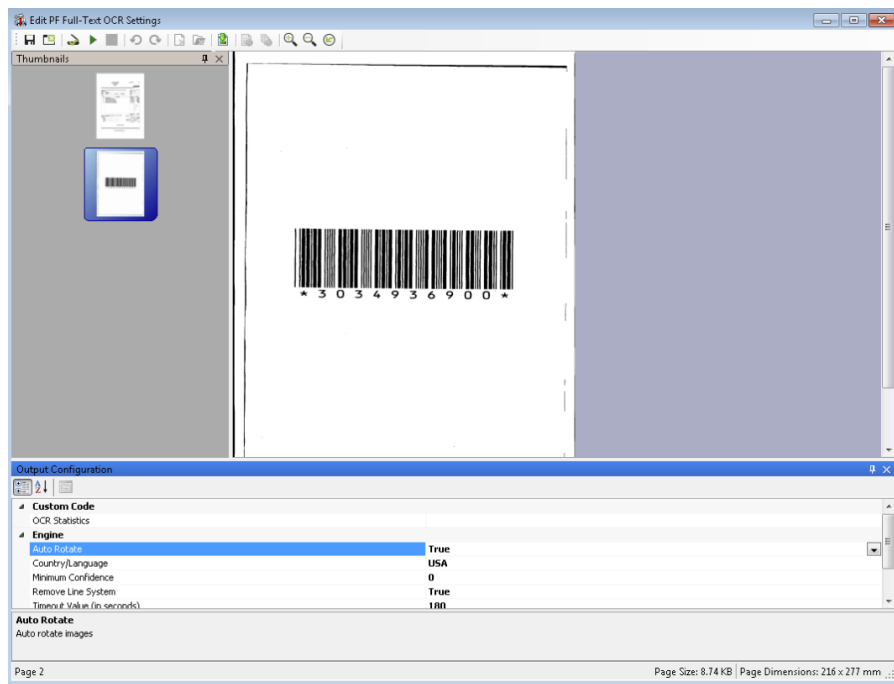 Edit PF Full-Text OCR Settings
Thumbnails
*3034936900*
Output Configuration
Custom Code
OCR Statistics
Engine
Auto Rotate True
Country/Language USA
Minimum Confidence 0
Remove Line System True
Timeout Value (in seconds) 180
Auto Rotate
Auto rotate images
Page 2 Page Size: 8.74 KB Page Dimensions: 216 x 277 mm